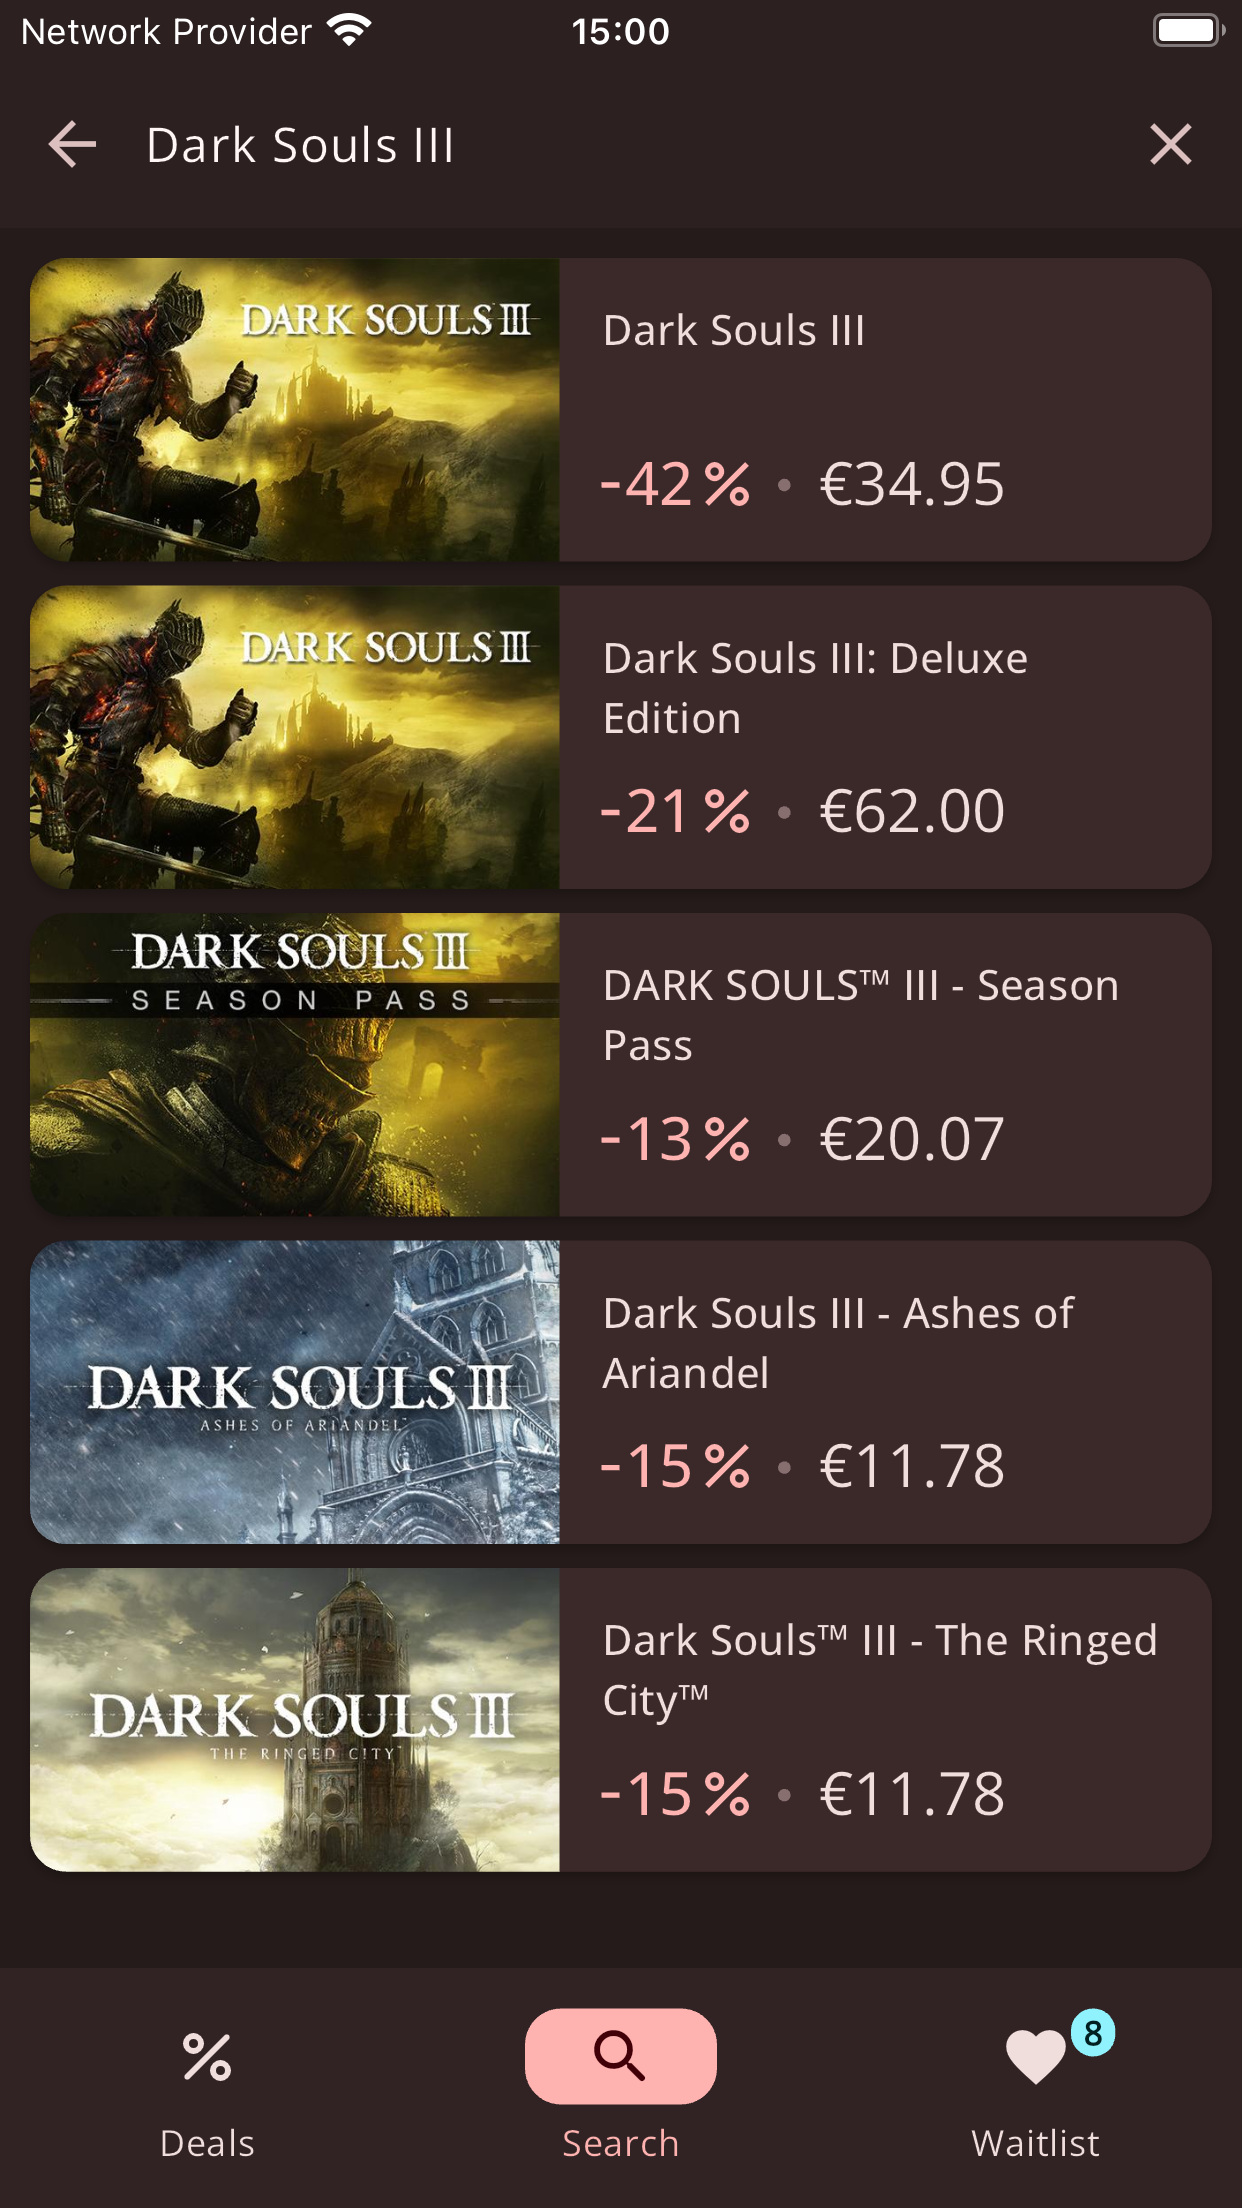 Network Provider
15:00
Dark Souls III
DARK SOULS III
Dark Souls III
-42% • €34.95
DARK SOULS III
Dark Souls III: Deluxe
Edition
-21% • €62.00
DARK SOULS III
SEASON PASS
DARK SOULS™ III - Season
Pass
-13% • €20.07
DARK SOULS III
ASHES OF ARIANDEL™
Dark Souls III - Ashes of
Ariandel
-15% • €11.78
DARK SOULS III
THE RINGED CITY™
Dark Souls™ III - The Ringed
City™
-15% • €11.78
Deals
Search
8
Waitlist